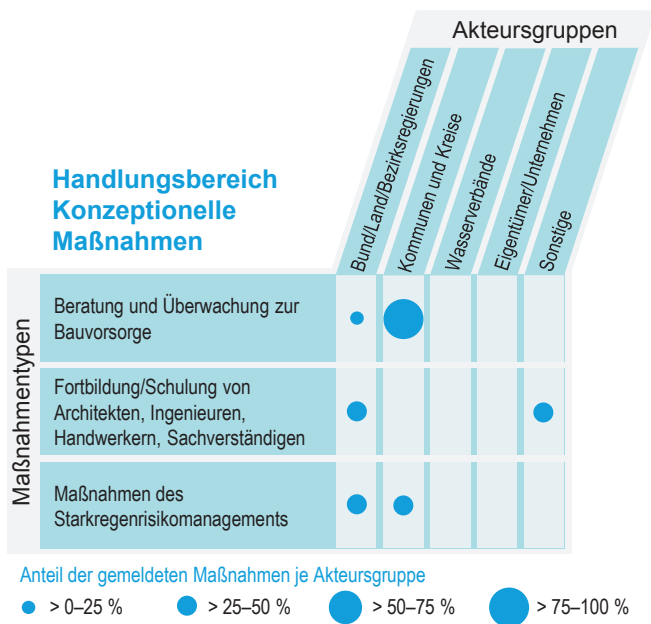 Akteursgruppen
Bund/Land/Bezirksregierungen
Kommunen und Kreise
Wasserverbände
Eigentümer/Unternehmen
Sonstige
Handlungsbereich
Konzeptionelle
Maßnahmen
Maßnahmentypen
Beratung und Überwachung zur
Bauvorsorge
Fortbildung/Schulung von
Architekten, Ingenieuren,
Handwerkern, Sachverständigen
Maßnahmen des
Starkregenrisikomanagements
Anteil der gemeldeten Maßnahmen je Akteursgruppe
> 0–25 % > 25–50 % > 50–75 % > 75–100 %